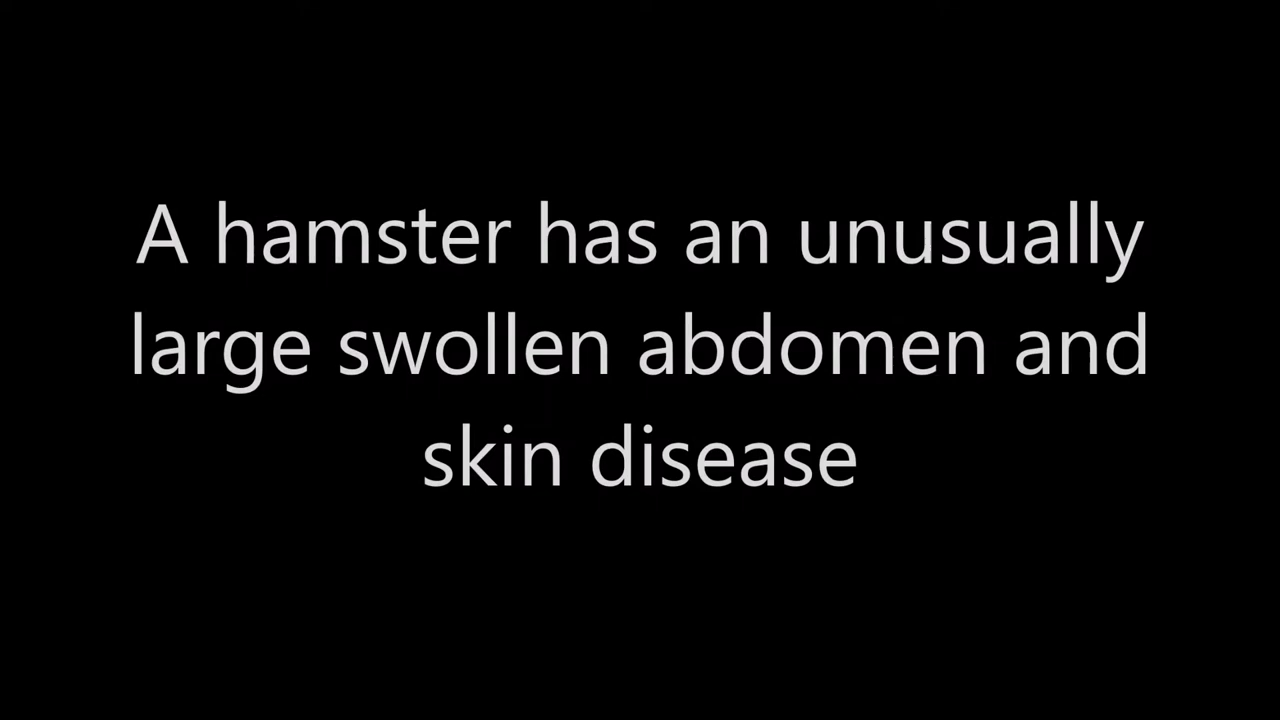 A hamster has an unusually
large swollen abdomen and
skin disease